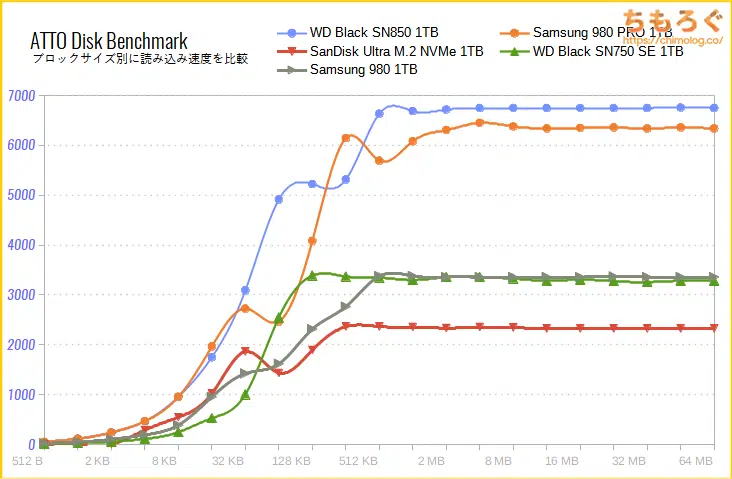 ATTO Disk Benchmark
ブロックサイズ別に読み込み速度を比較
WD Black SN850 1TB
Samsung 980 PRO 1TB
SanDisk Ultra M.2 NVMe 1TB
WD Black SN750 SE 1TB
Samsung 980 1TB
ちもろぐ
https://chimolog.co/
7000
6000
5000
4000
3000
2000
1000
0
512 B 2 KB 8 KB 32 KB 128 KB 512 KB 2 MB 8 MB 16 MB 32 MB 64 MB